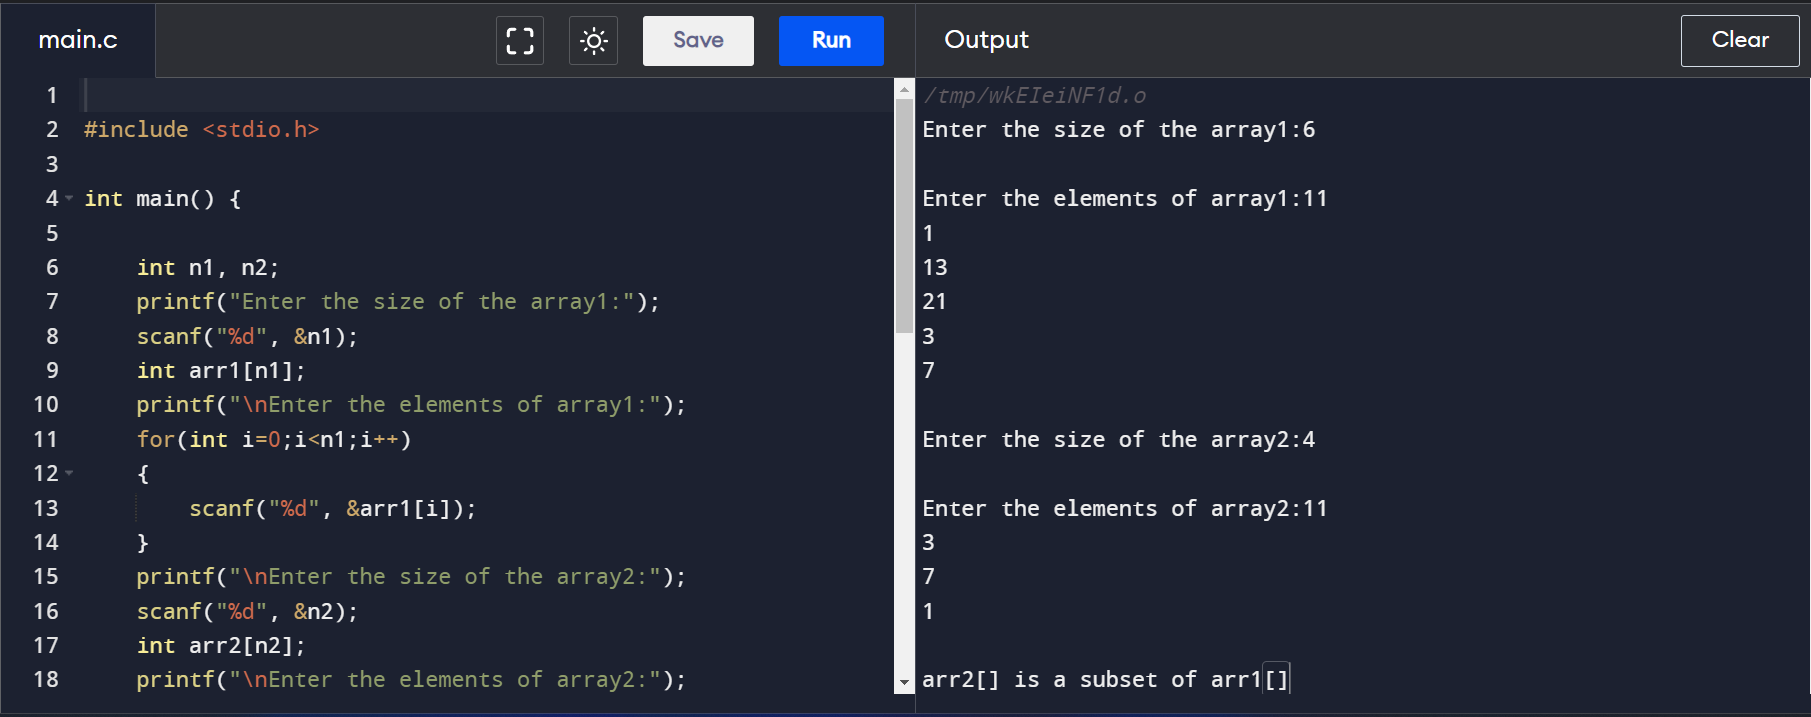 main.c
Save
Run
Output
Clear
1
2 #include <stdio.h>
3
4 int main() {
5
6 int n1, n2;
7 printf("Enter the size of the array1:");
8 scanf("%d", &n1);
9 int arr1[n1];
10 printf("\nEnter the elements of array1:");
11 for(int i=0;i<n1;i++)
12 {
13 scanf("%d", &arr1[i]);
14 }
15 printf("\nEnter the size of the array2:");
16 scanf("%d", &n2);
17 int arr2[n2];
18 printf("\nEnter the elements of array2:");
/tmp/wkEIeiNF1d.o
Enter the size of the array1:6
Enter the elements of array1:11
1
13
21
3
7
Enter the size of the array2:4
Enter the elements of array2:11
3
7
1
arr2[] is a subset of arr1[]